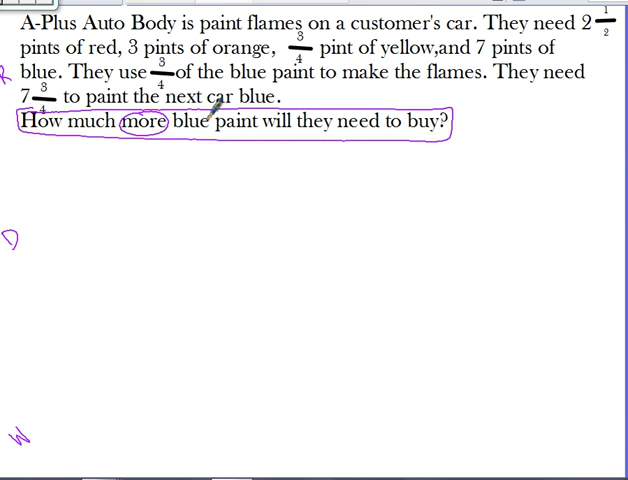 A-Plus Auto Body is paint flames on a customer's car. They need 2 1/2
pints of red, 3 pints of orange, 3/4 pint of yellow,and 7 pints of
R blue. They use 3/4 of the blue paint to make the flames. They need
7 3/4 to paint the next car blue.
How much more blue paint will they need to buy?
D
W